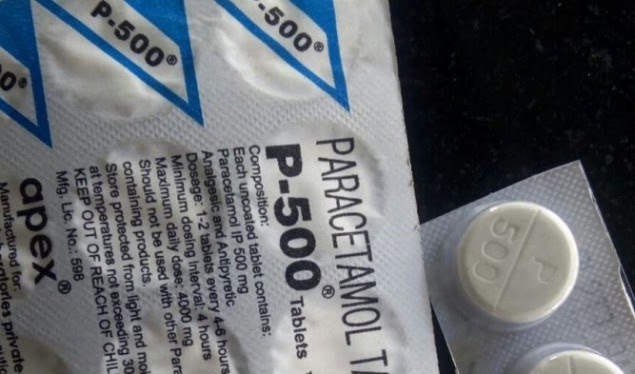 P-500®
-500®
0®
PARACETAMOL TA
P-500® Tablets
Composition:
Each uncoated tablet contains:
Paracetamol IP 500 mg
Analgesic and Antipyretic
Dosage: 1-2 tablets every 4-6 hours
Minimum dosing interval: 4 hours
Maximum daily dose: 4000 mg
Should not be used with other Para
containing products.
Store protected from light and moi
at temperatures not exceeding 30
KEEP OUT OF REACH OF CHIL
Mfg. Lic. No.: 598
apex®
Manufactured for:
ratories private
P
500